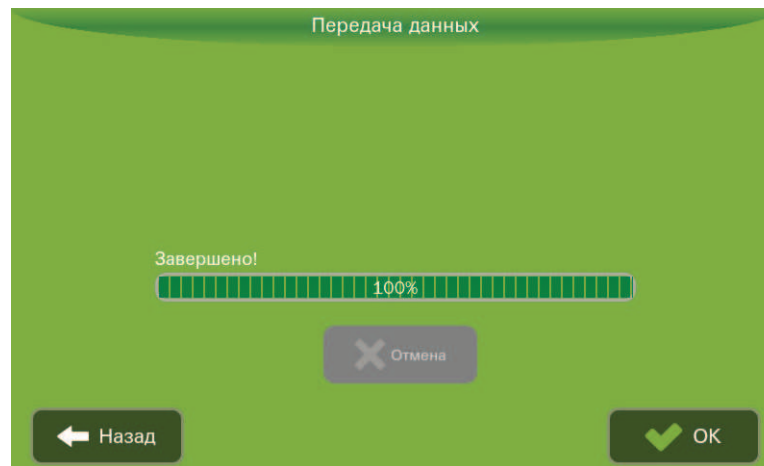 Передача данных
Завершено!
100%
Отмена
Назад
OK